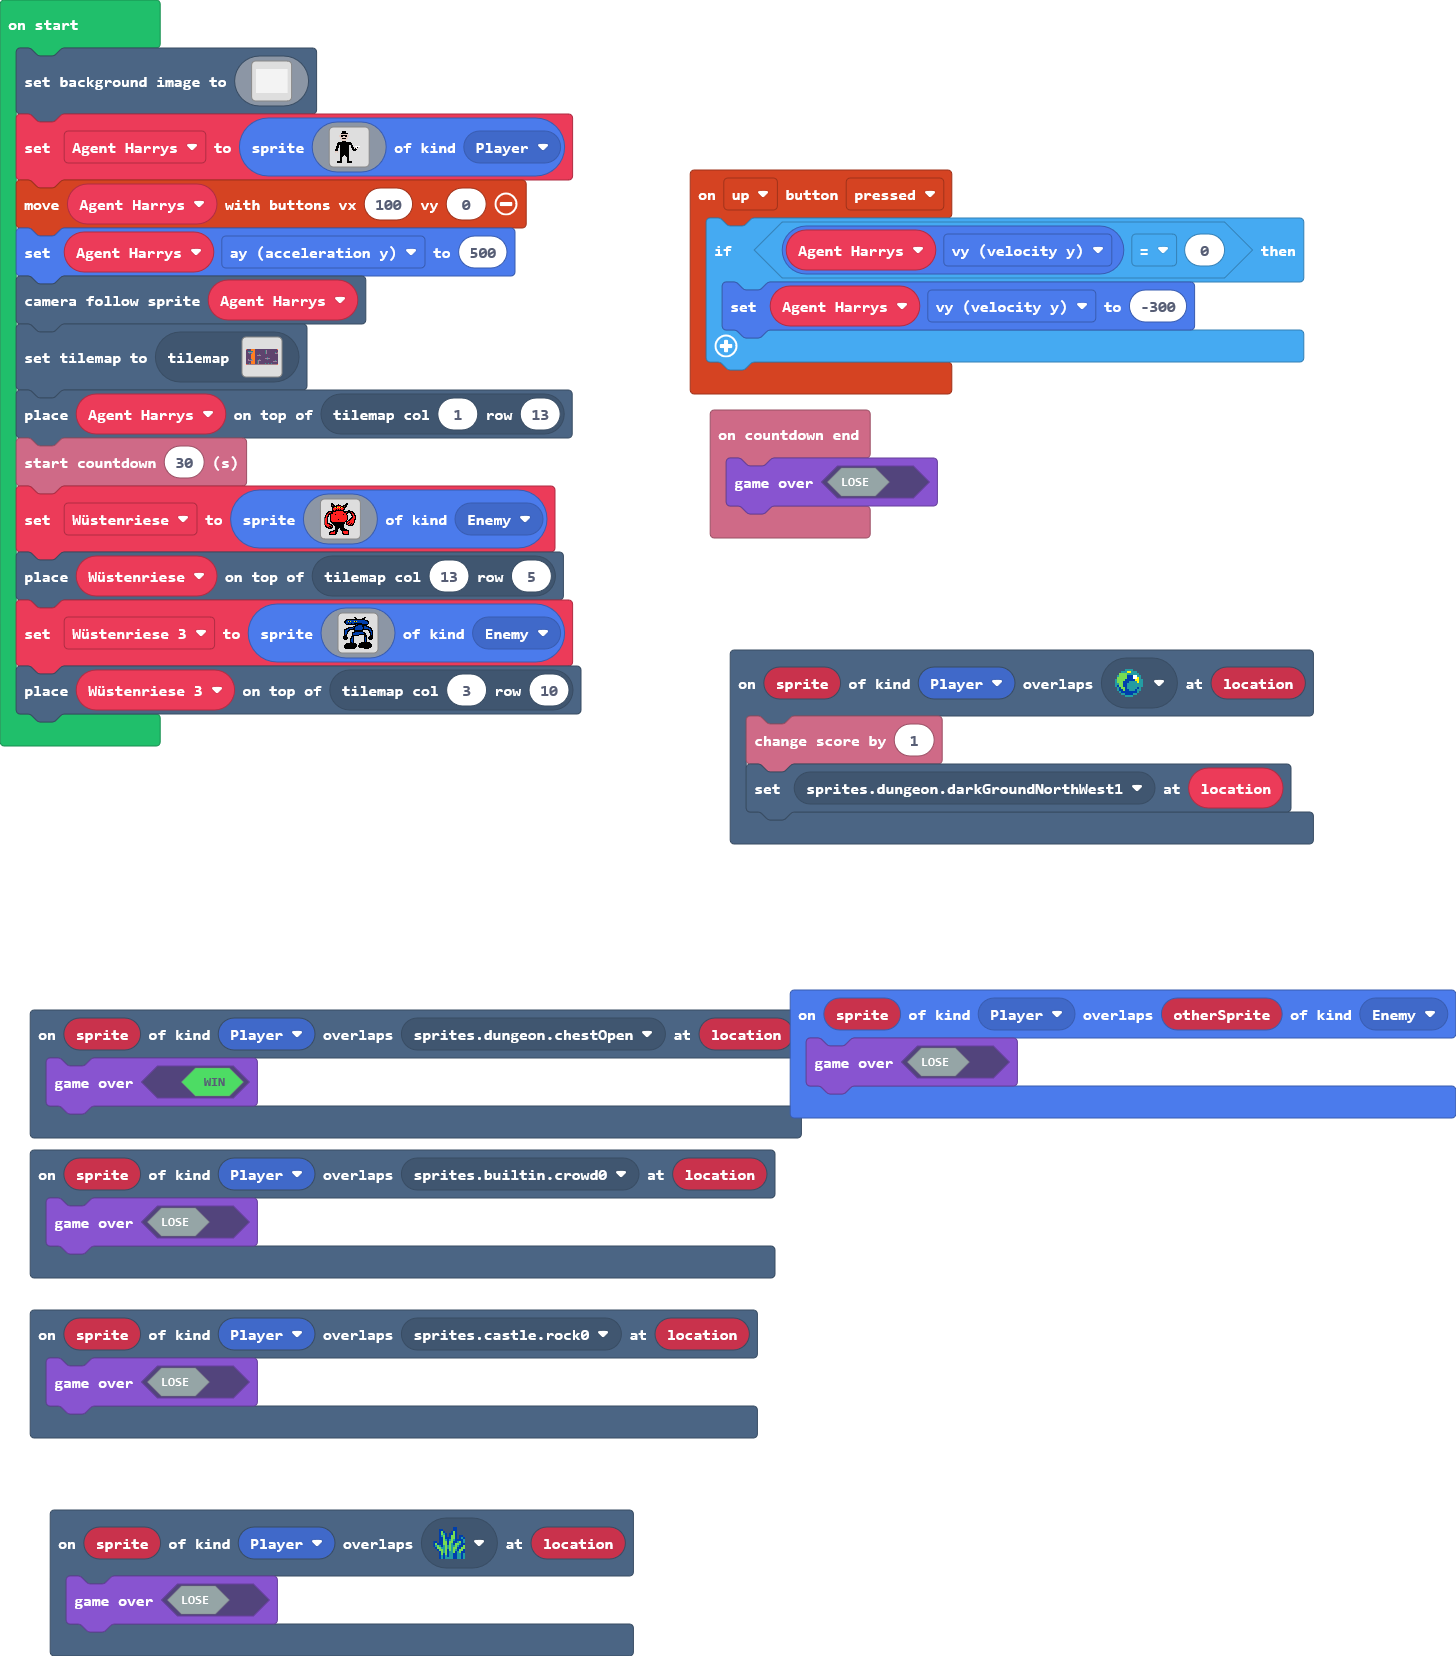 on start
set background image to
set Agent Harrys to sprite of kind Player
move Agent Harrys with buttons vx 100 vy 0
set Agent Harrys ay (acceleration y) to 500
camera follow sprite Agent Harrys
set tilemap to tilemap
place Agent Harrys on top of tilemap col 1 row 13
start countdown 30 (s)
set Wüstenriese to sprite of kind Enemy
place Wüstenriese on top of tilemap col 13 row 5
set Wüstenriese 3 to sprite of kind Enemy
place Wüstenriese 3 on top of tilemap col 3 row 10
on up button pressed
if Agent Harrys vy (velocity y) = 0 then
set Agent Harrys vy (velocity y) to -300
on countdown end
game over LOSE
on sprite of kind Player overlaps at location
change score by 1
set sprites.dungeon.darkGroundNorthWest1 at location
on sprite of kind Player overlaps sprites.dungeon.chestOpen at location
game over WIN
on sprite of kind Player overlaps otherSprite of kind Enemy
game over LOSE
on sprite of kind Player overlaps sprites.builtin.crowd0 at location
game over LOSE
on sprite of kind Player overlaps sprites.castle.rock0 at location
game over LOSE
on sprite of kind Player overlaps at location
game over LOSE